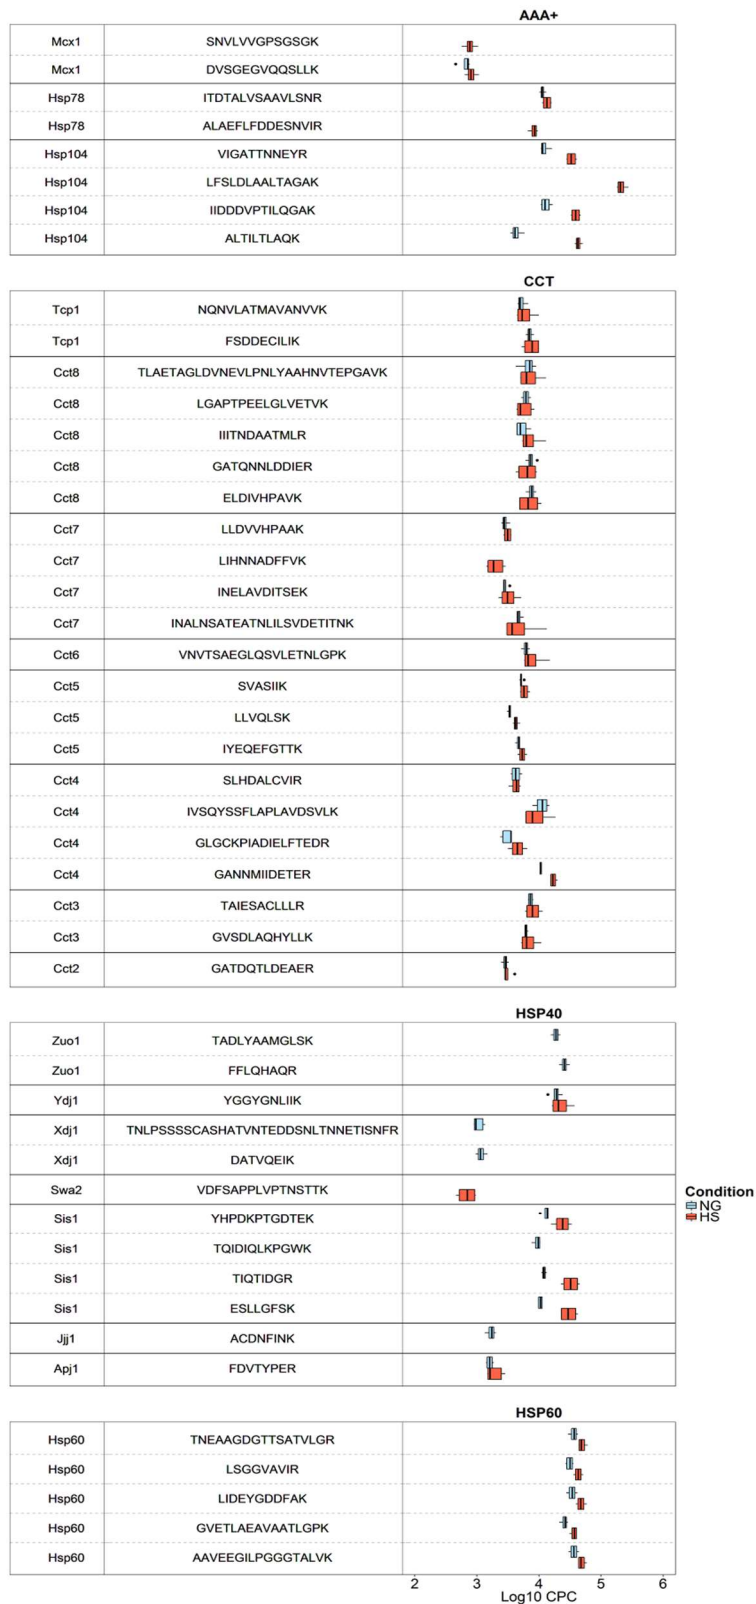 AAA+
Mcx1 SNVLVVGPSGSGK
Mcx1 DVSGEGVQQSLLK
Hsp78 ITDTALVSAAVLSNR
Hsp78 ALAEFLFDDESNVIR
Hsp104 VIGATTNNEYR
Hsp104 LFSLDLAALTAGAK
Hsp104 IIDDDVPTILQGAK
Hsp104 ALTILTLAQK
CCT
Tcp1 NQNVLATMAVANVVK
Tcp1 FSDDECILIK
Cct8 TLAETAGLDVNEVLPNLYAAHNVTEPGAVK
Cct8 LGAPTPEELGLVETVK
Cct8 IIITNDAATMLR
Cct8 GATQNNLDDIER
Cct8 ELDIVHPAVK
Cct7 LLDVVHPAAK
Cct7 LIHNNADFFVK
Cct7 INELAVDITSEK
Cct7 INALNSATEATNLILSVDETITNK
Cct6 VNVTSAEGLQSVLETNLGPK
Cct5 SVASIIK
Cct5 LLVQLSK
Cct5 IYEQEFGTTK
Cct4 SLHDALCVIR
Cct4 IVSQYSSFLAPLAVDSVLK
Cct4 GLGCKPIADIELFTEDR
Cct4 GANNMIIDETER
Cct3 TAIESACLLLR
Cct3 GVSDLAQHYLLK
Cct2 GATDQTLDEAER
HSP40
Zuo1 TADLYAAMGLSK
Zuo1 FFLQHAQR
Ydj1 YGGYGNLIIK
Xdj1 TNLPSSSSCASHATVNTEDDSNLTNNETISNFR
Xdj1 DATVQEIK
Swa2 VDFSAPPLVPTNSTTK
Sis1 YHPDKPTGDTEK
Sis1 TQIDIQLKPGWK
Sis1 TIQTIDGR
Sis1 ESLLGFSK
Jjj1 ACDNFINK
Apj1 FDVTYPER
Condition
NG
HS
HSP60
Hsp60 TNEAAGDGTTSATVLGR
Hsp60 LSGGVAVIR
Hsp60 LIDEYGDDFAK
Hsp60 GVETLAEAVAATLGPK
Hsp60 AAVEEGILPGGGTALVK
2 3 4 5 6
Log10 CPC